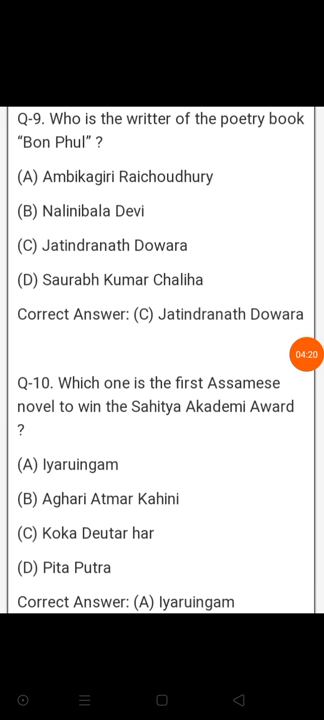 Q-9. Who is the writter of the poetry book
“Bon Phul” ?
(A) Ambikagiri Raichoudhury
(B) Nalinibala Devi
(C) Jatindranath Dowara
(D) Saurabh Kumar Chaliha
Correct Answer: (C) Jatindranath Dowara
04:20
Q-10. Which one is the first Assamese
novel to win the Sahitya Akademi Award
?
(A) Iyaruingam
(B) Aghari Atmar Kahini
(C) Koka Deutar har
(D) Pita Putra
Correct Answer: (A) Iyaruingam